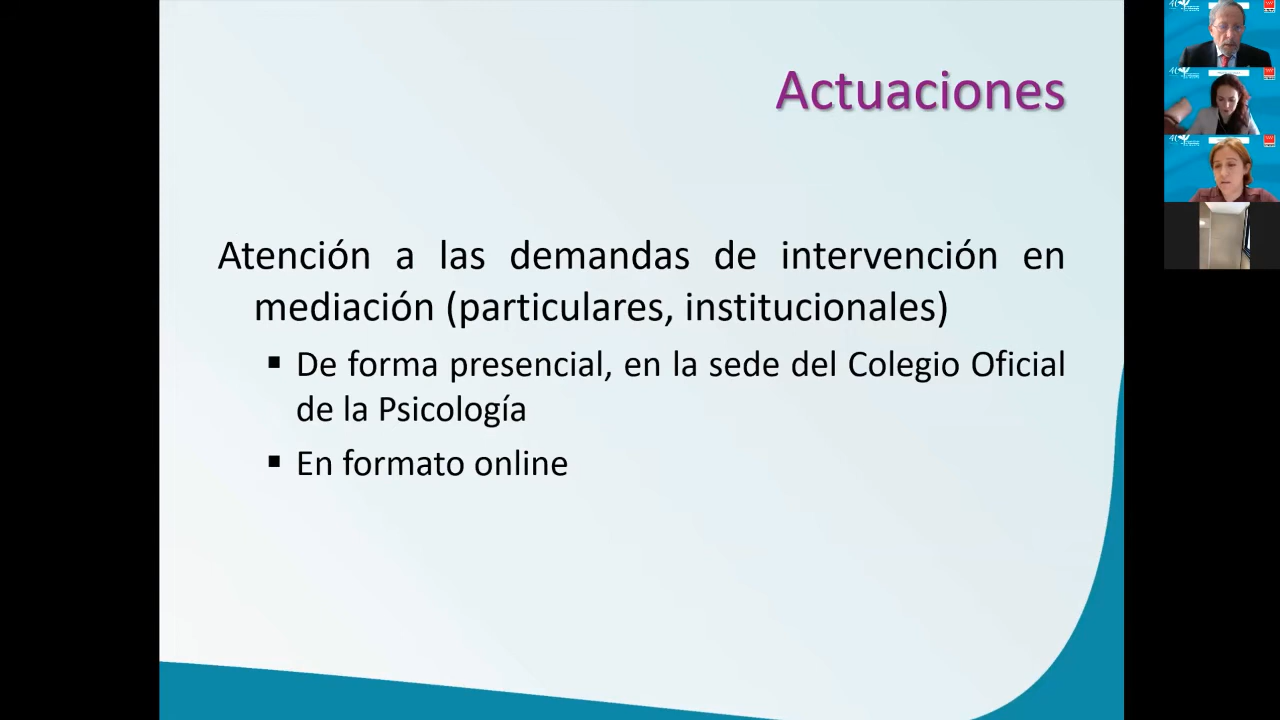 Actuaciones
Atención a las demandas de intervención en
mediación (particulares, institucionales)
▪ De forma presencial, en la sede del Colegio Oficial
de la Psicología
▪ En formato online